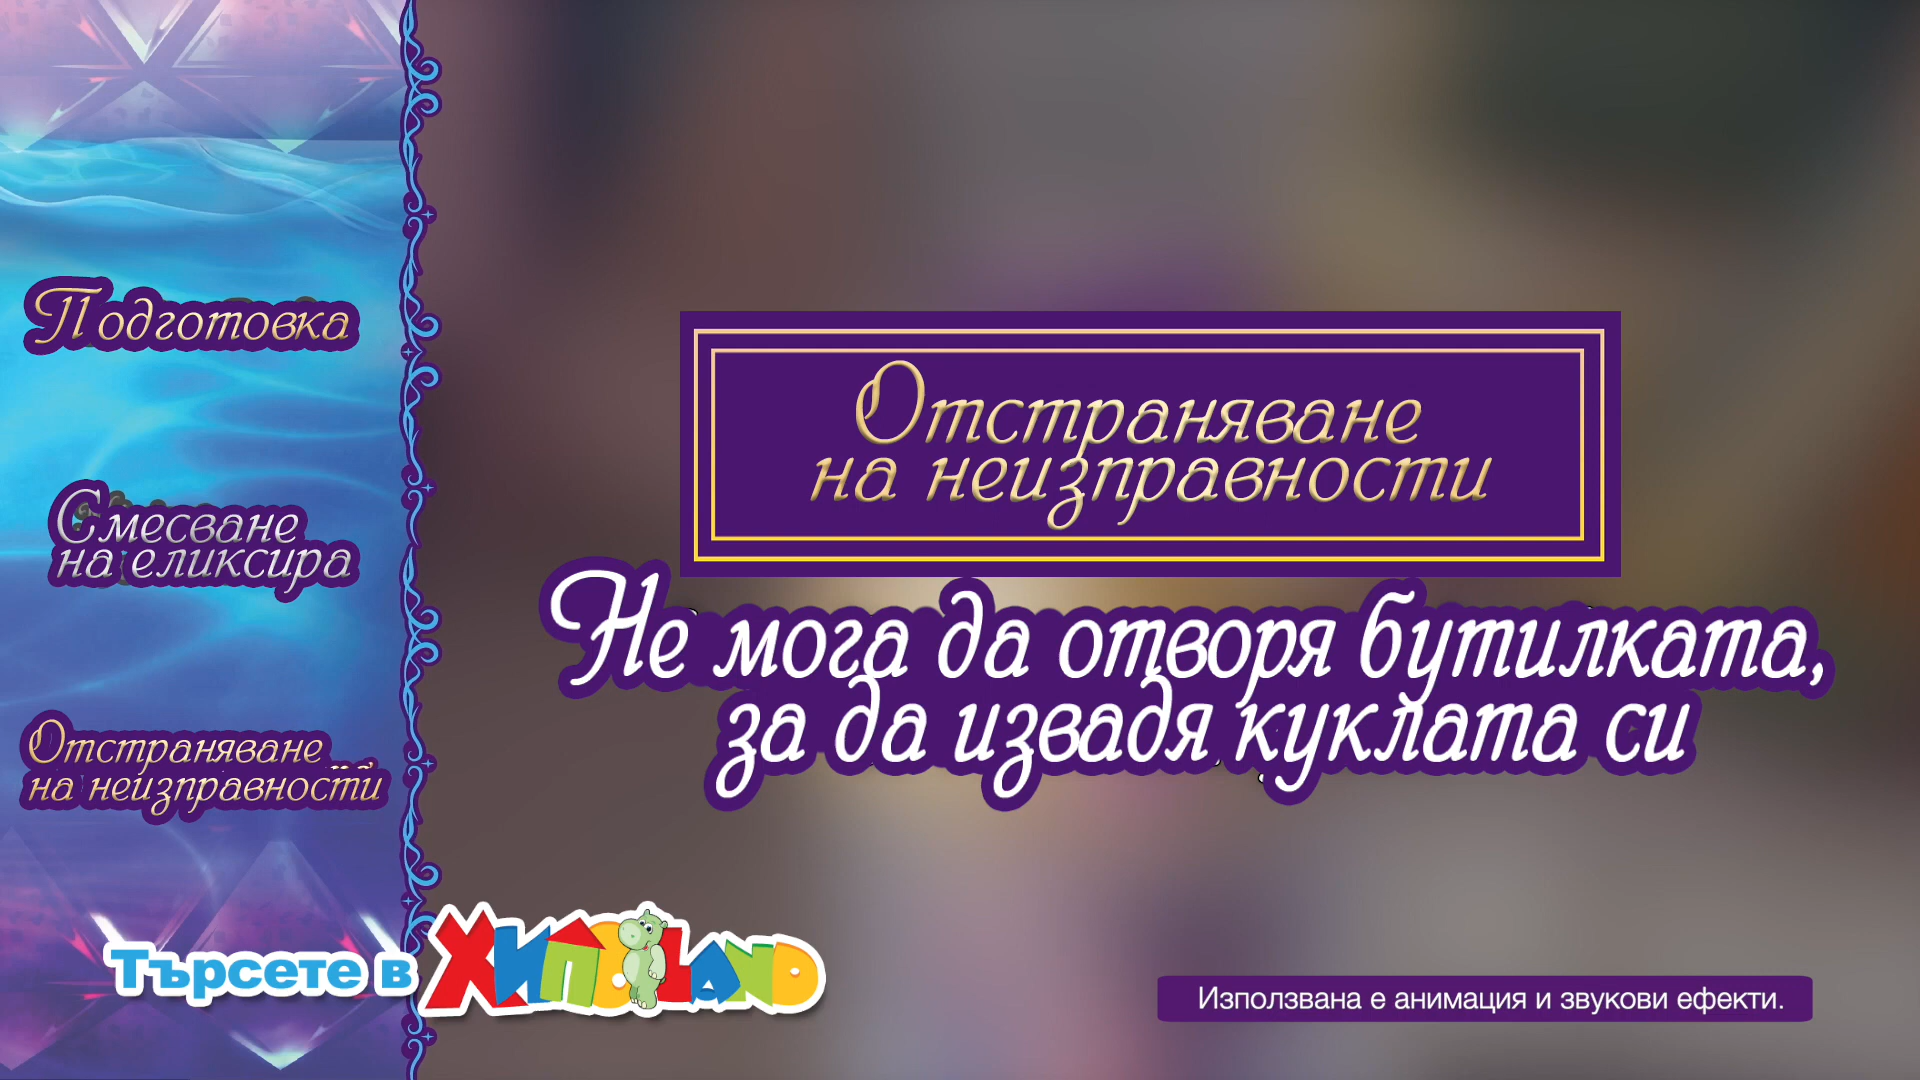 Подготовка
Смесване
на еликсира
Отстраняване
на неизправности
Отстраняване
на неизправности
Не мога да отворя бутилката,
за да извадя куклата си
Търсете в ХИПОLAND
Използвана е анимация и звукови ефекти.